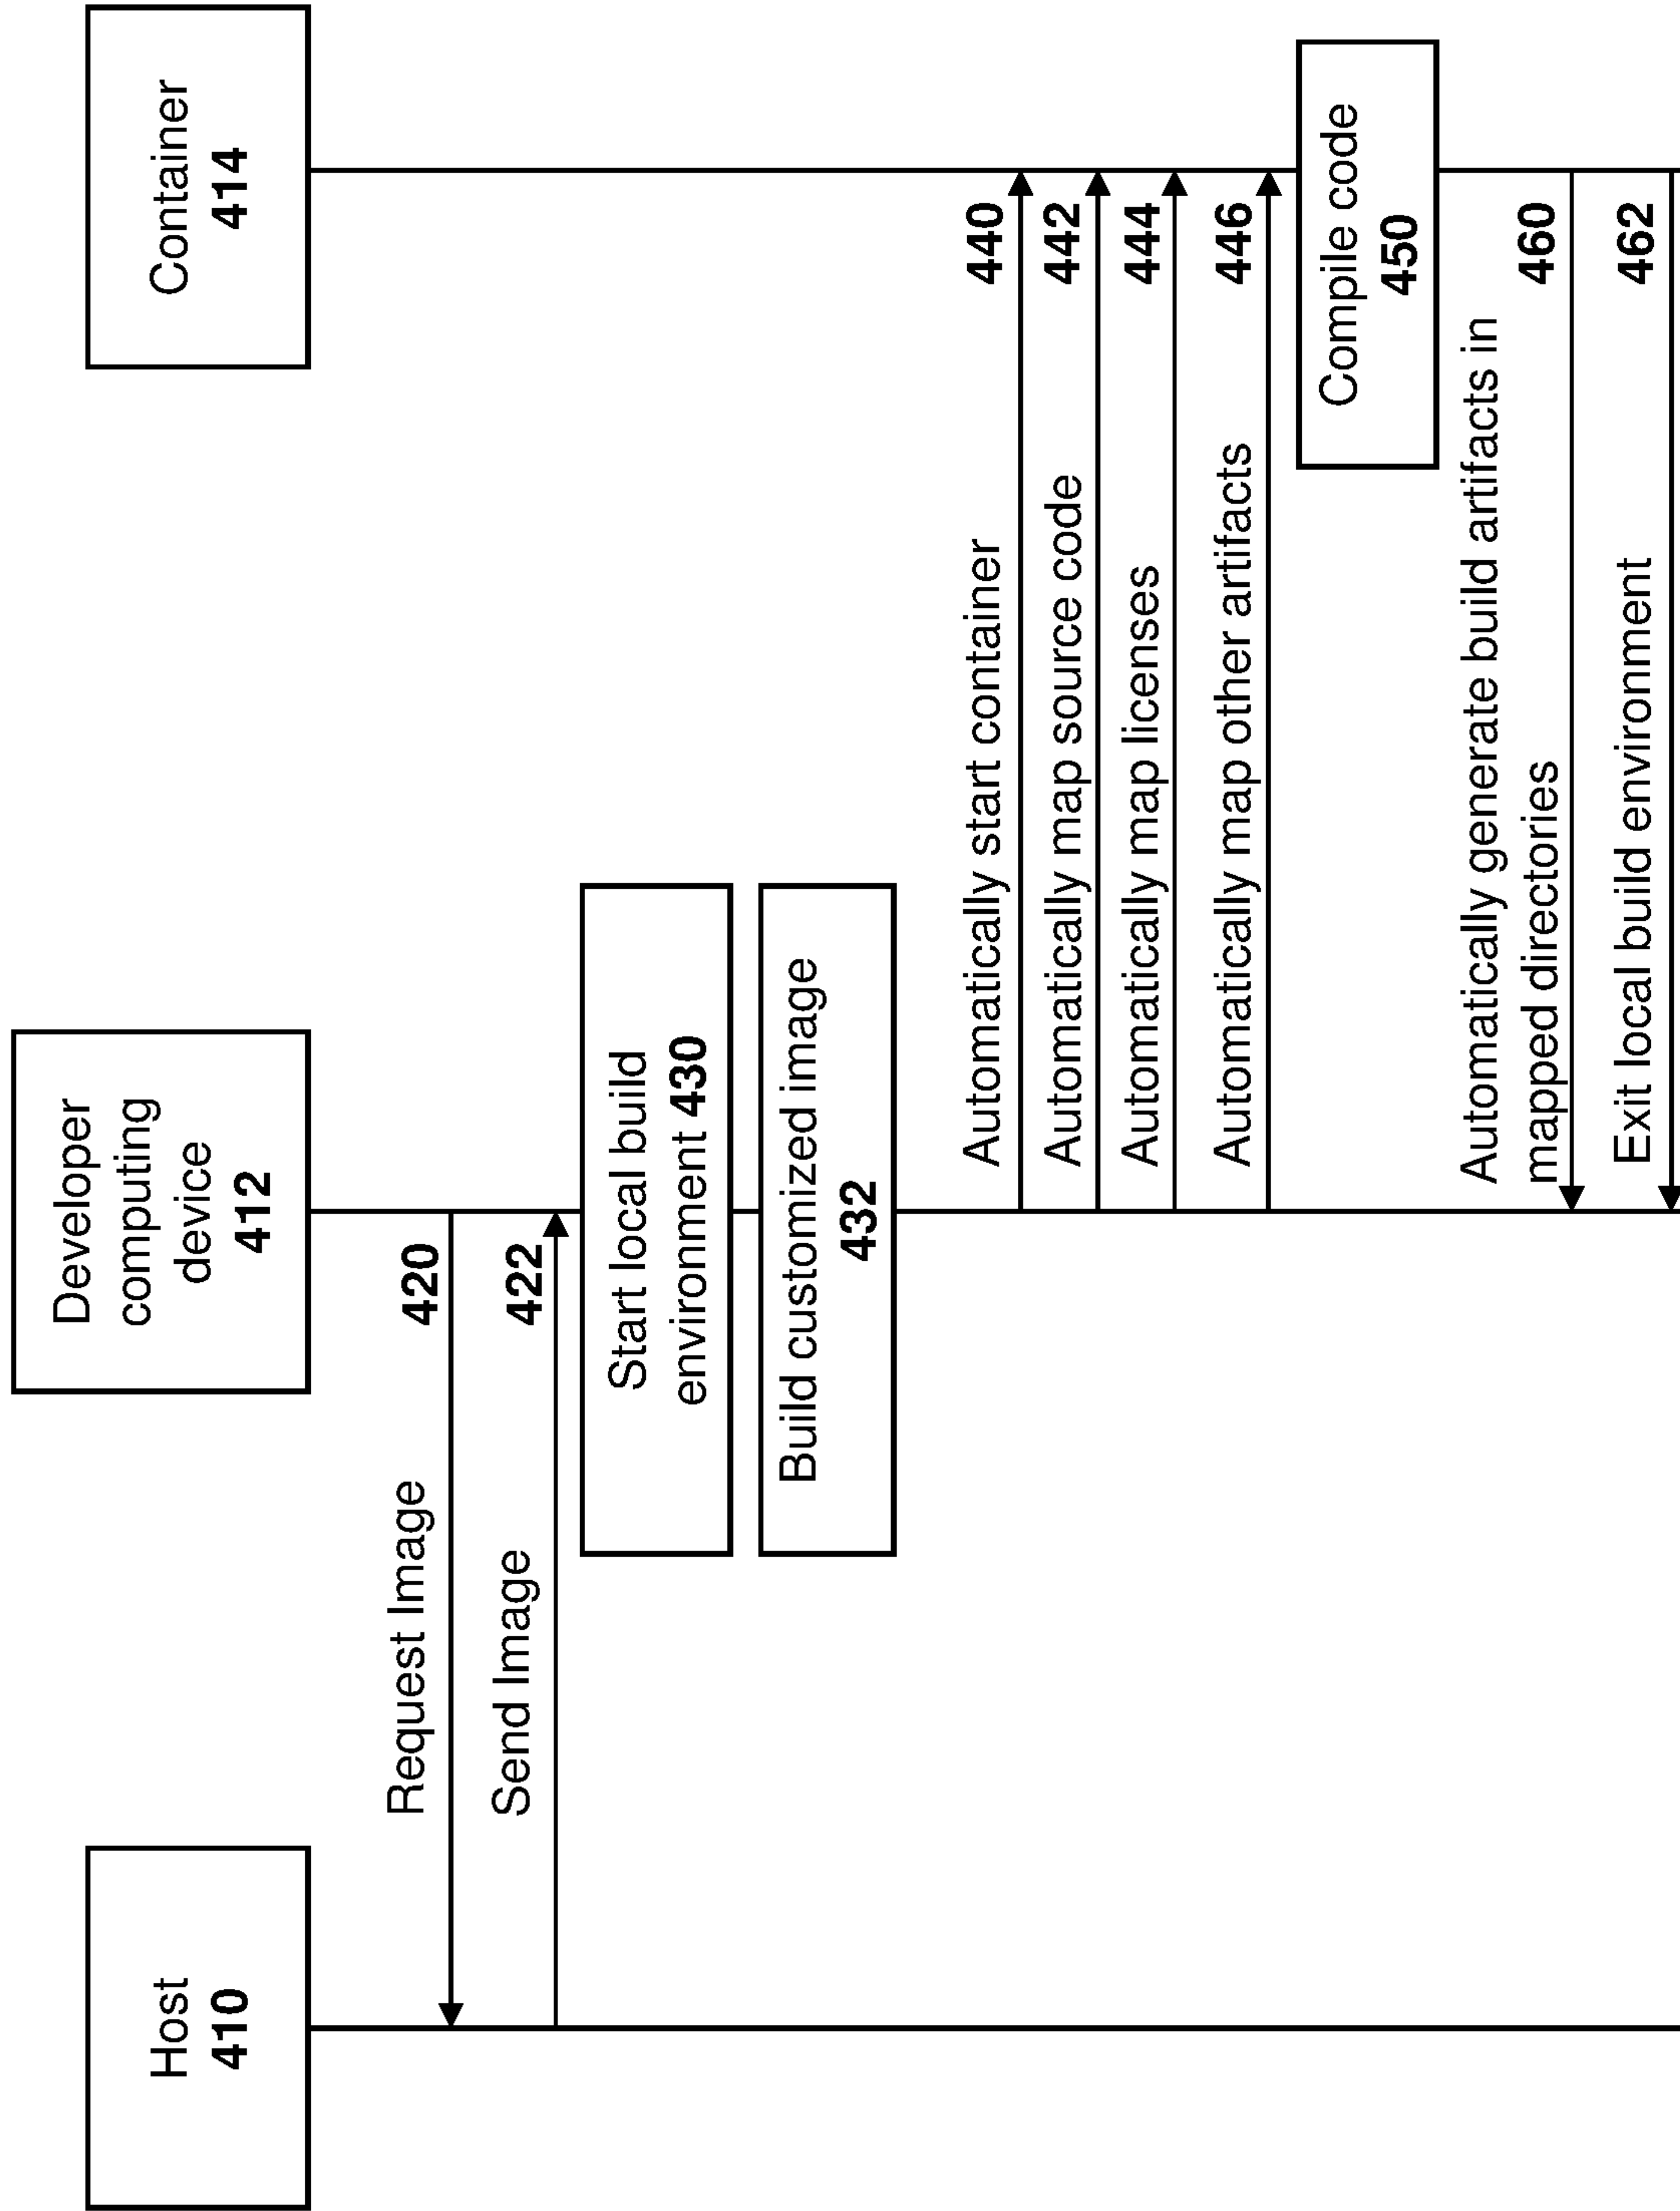 Host
410
Developer
computing
device
412
Container
414
Request Image
420
Send Image
422
Start local build
environment 430
Build customized image
432
Automatically start container
440
Automatically map source code
442
Automatically map licenses
444
Automatically map other artifacts
446
Compile code
450
Automatically generate build artifacts in
mapped directories
460
Exit local build environment
462